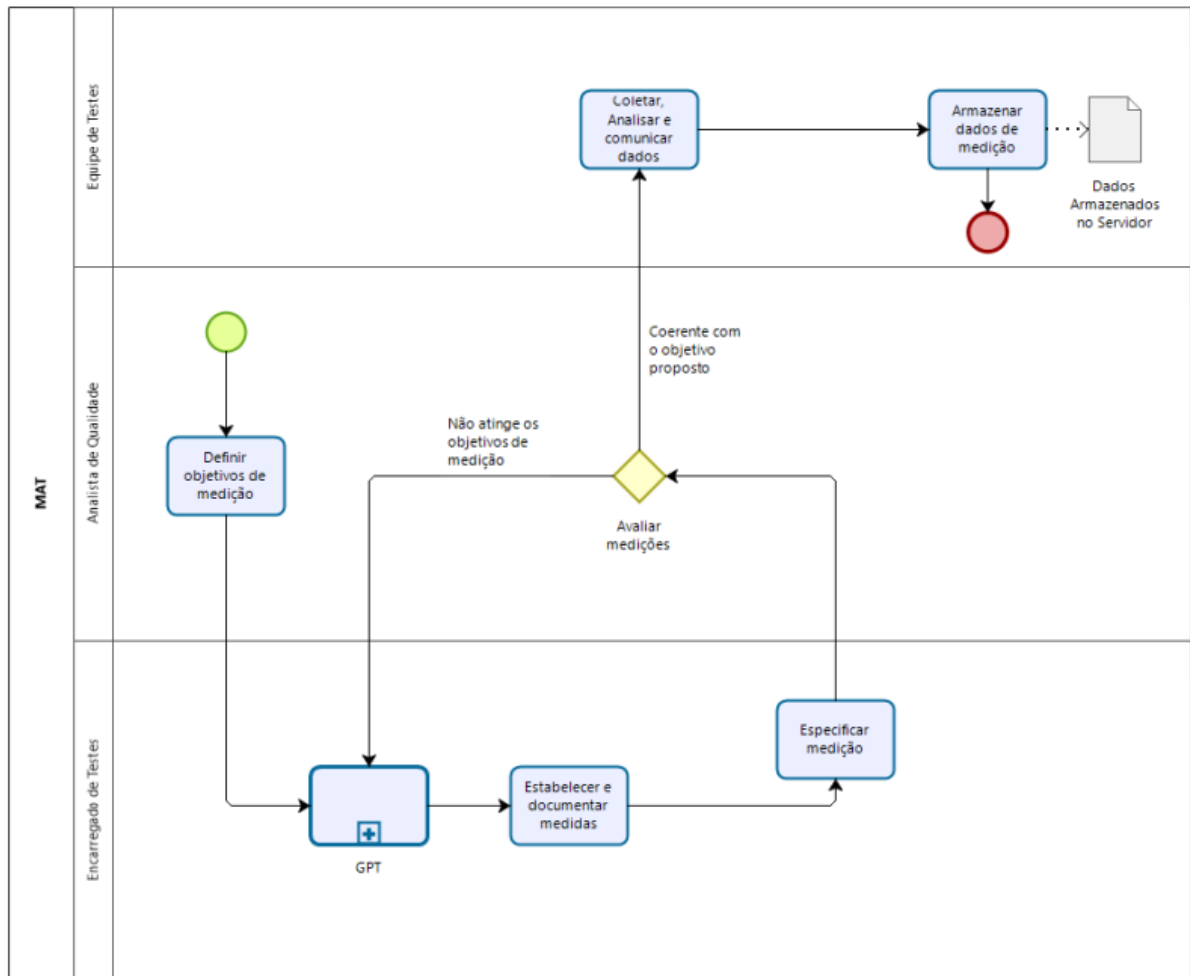 MAT
Equipe de Testes
Coletar,
Analisar e
comunicar
dados
Armazenar
dados de
medição
Dados
Armazenados
no Servidor
Analista de Qualidade
Definir
objetivos de
medição
Não atinge os
objetivos de
medição
Coerente com
o objetivo
proposto
Avaliar
medições
Encarregado de Testes
GPT
Estabelecer e
documentar
medidas
Especificar
medição